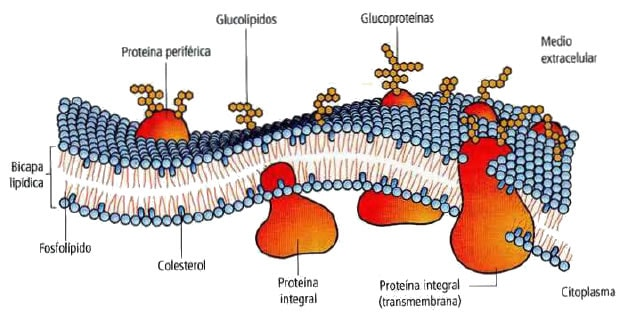 Glucolípidos
Glucoproteínas
Proteína periférica
Medio
extracelular
Bicapa
lipídica
Fosfolípido
Colesterol
Proteína
integral
Proteína integral
(transmembrana)
Citoplasma